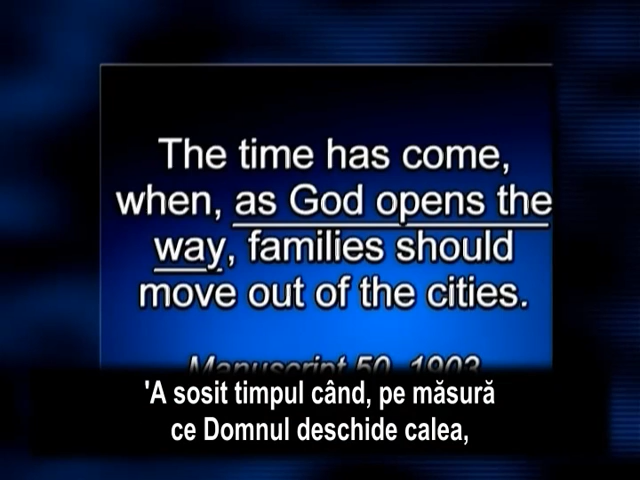 The time has come,
when, as God opens the
way, families should
move out of the cities.
Manuscript 50, 1903
'A sosit timpul când, pe măsură
ce Domnul deschide calea,